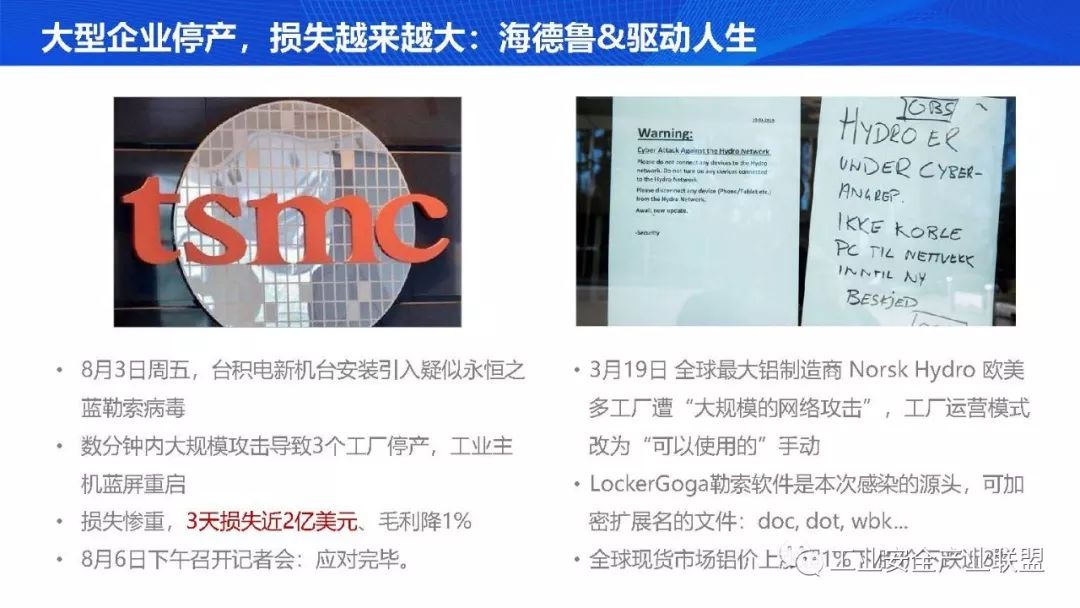 大型企业停产，损失越来越大：海德鲁&驱动人生
tsmc
Warning:
Cyber Attack Against the Hydro Network
Please do not connect any devices to the Hydro
network. Do not turn on any devices connected
to the Hydro Network.
Please disconnect any device (Phone/Tablet etc.)
from the Hydro Network.
Await new update.
-Security
OBS
HYDRO ER
UNDER CYBER-
ANGREP.
IKKE KOBLE
PC TIL NETTVERK
INNTIL NY
BESKJED
• 8月3日周五，台积电新机台安装引入疑似永恒之
蓝勒索病毒
• 数分钟内大规模攻击导致3个工厂停产，工业主
机蓝屏重启
• 损失惨重，3天损失近2亿美元、毛利降1%
• 8月6日下午召开记者会：应对完毕。
• 3月19日 全球最大铝制造商 Norsk Hydro 欧美
多工厂遭“大规模的网络攻击”，工厂运营模式
改为“可以使用的”手动
• LockerGoga勒索软件是本次感染的源头，可加
密扩展名的文件：doc, dot, wbk...
• 全球现货市场铝价上
工业安全产业联盟